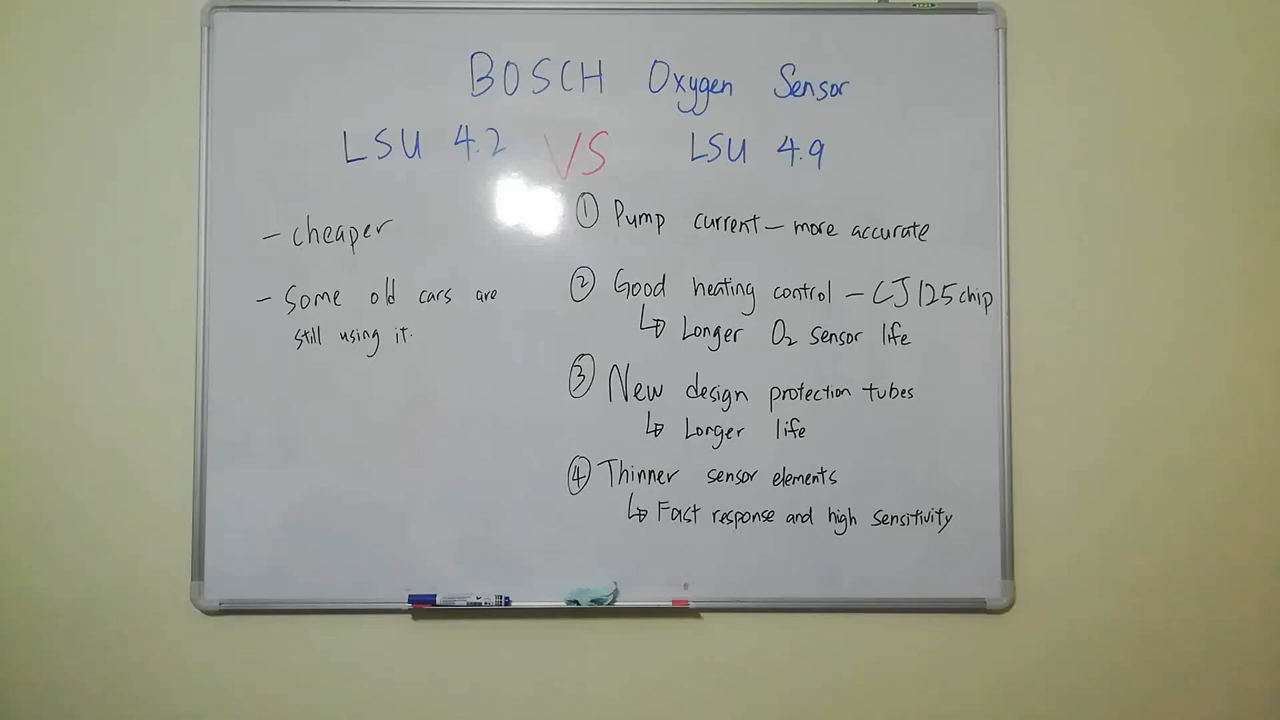 BOSCH Oxygen Sensor
LSU 4.2 VS LSU 4.9
- cheaper
- Some old cars are
still using it.
① Pump current - more accurate
② Good heating control - CJ125 chip
↳ Longer O₂ sensor life
③ New design protection tubes
↳ Longer life
④ Thinner sensor elements
↳ Fast response and high sensitivity